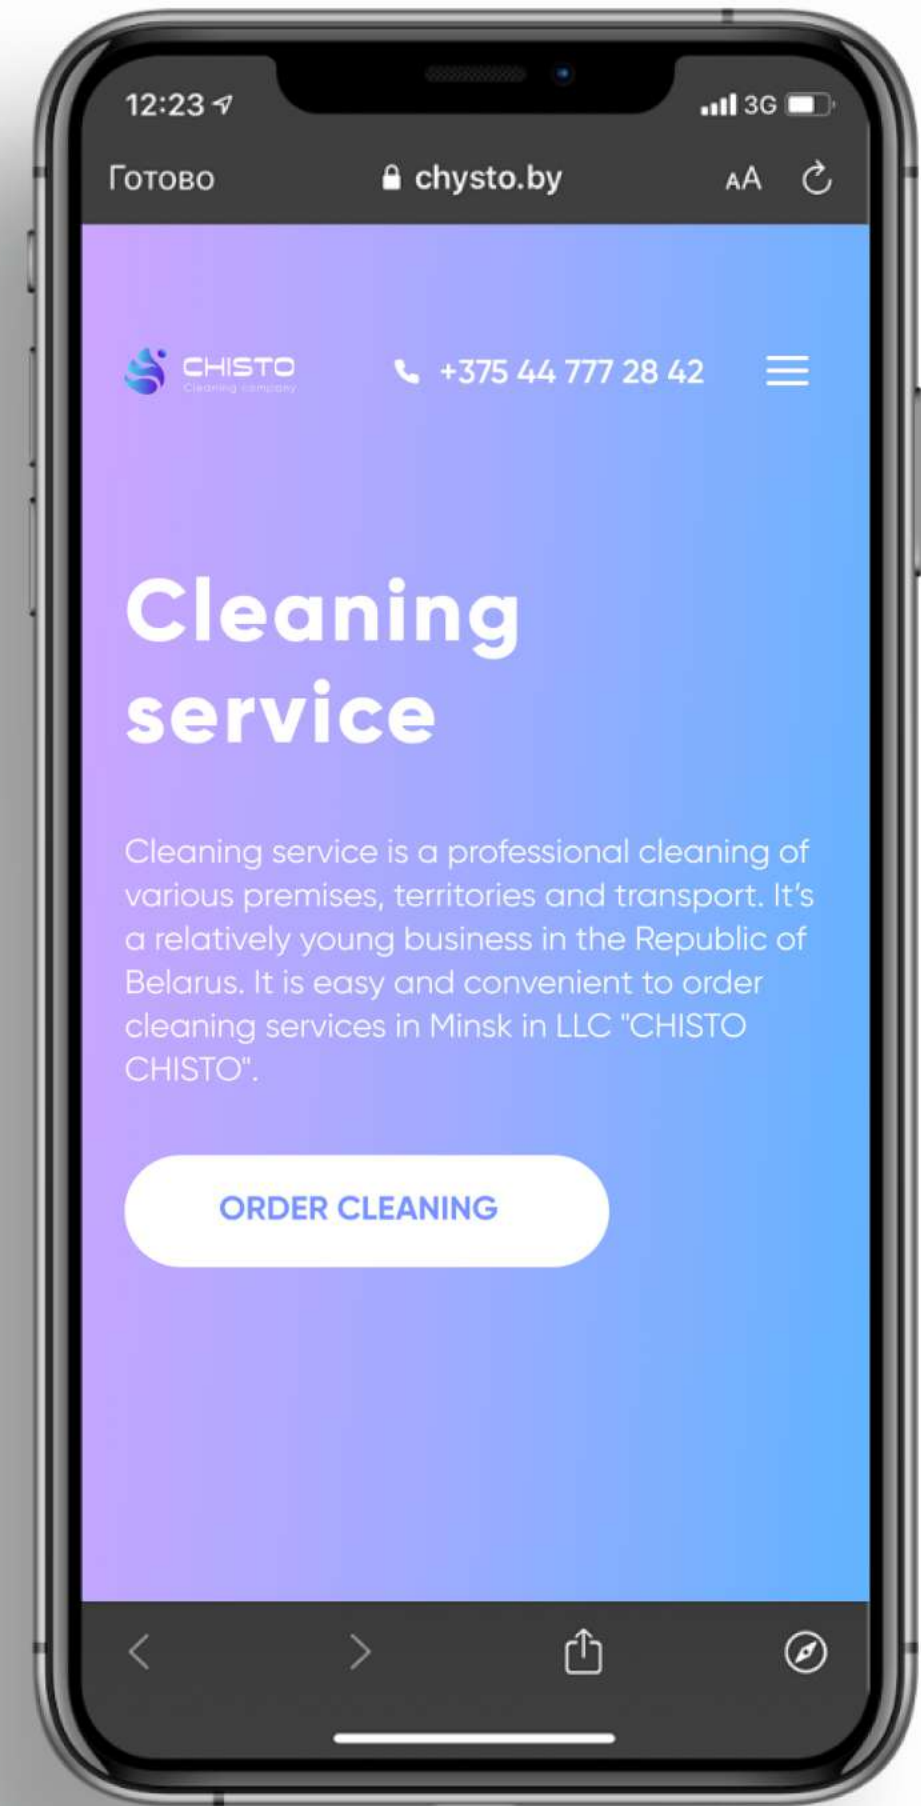 12:23
3G
Готово
chysto.by
AA
CHISTO
Cleaning company
+375 44 777 28 42
Cleaning
service
Cleaning service is a professional cleaning of
various premises, territories and transport. It’s
a relatively young business in the Republic of
Belarus. It is easy and convenient to order
cleaning services in Minsk in LLC "CHISTO
CHISTO".
ORDER CLEANING